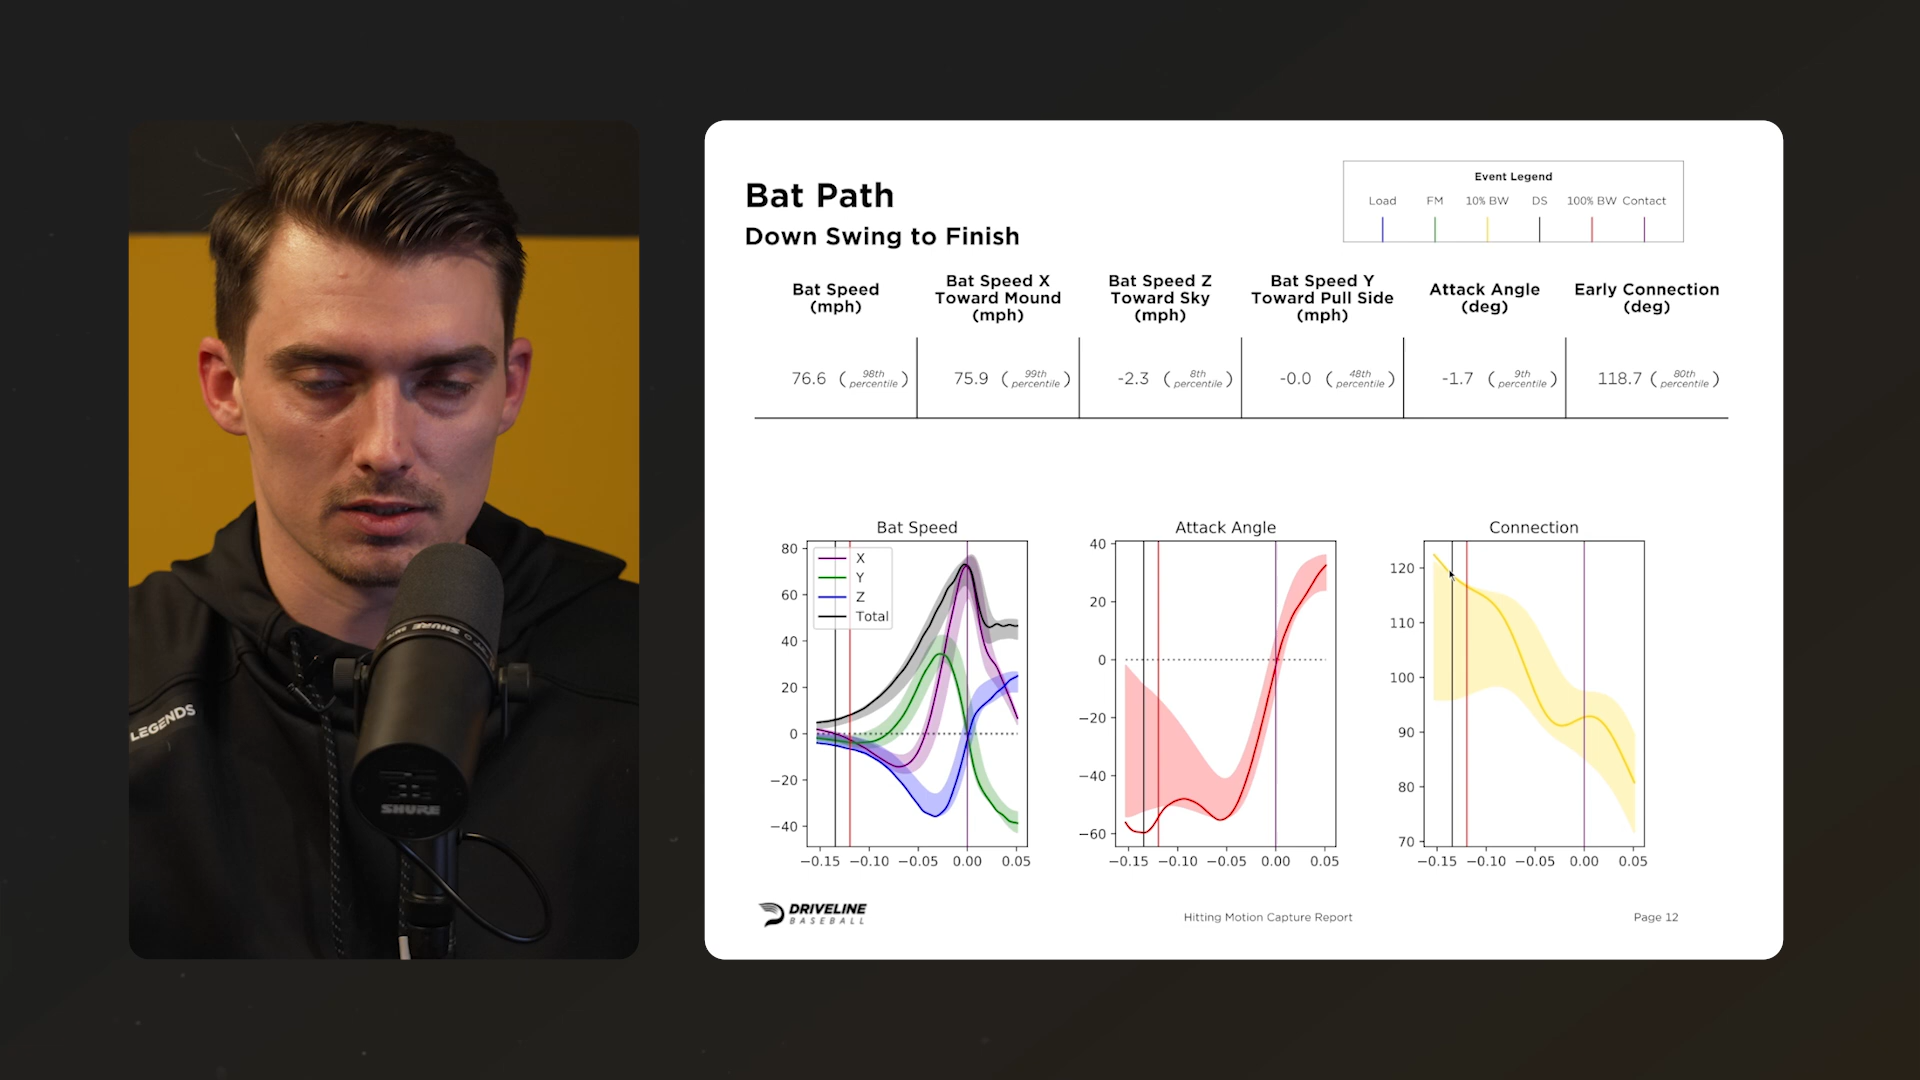 LEGENDS
SHURE SM7B
SHURE
Bat Path
Down Swing to Finish
Event Legend
Load FM 10% BW DS 100% BW Contact
Bat Speed
(mph)
Bat Speed X
Toward Mound
(mph)
Bat Speed Z
Toward Sky
(mph)
Bat Speed Y
Toward Pull Side
(mph)
Attack Angle
(deg)
Early Connection
(deg)
76.6 (98th percentile)
75.9 (99th percentile)
-2.3 (8th percentile)
-0.0 (48th percentile)
-1.7 (9th percentile)
118.7 (80th percentile)
Bat Speed
80
60
40
20
0
−20
−40
X
Y
Z
Total
−0.15 −0.10 −0.05 0.00 0.05
Attack Angle
40
20
0
−20
−40
−60
−0.15 −0.10 −0.05 0.00 0.05
Connection
120
110
100
90
80
70
−0.15 −0.10 −0.05 0.00 0.05
DRIVELINE
BASEBALL
Hitting Motion Capture Report
Page 12